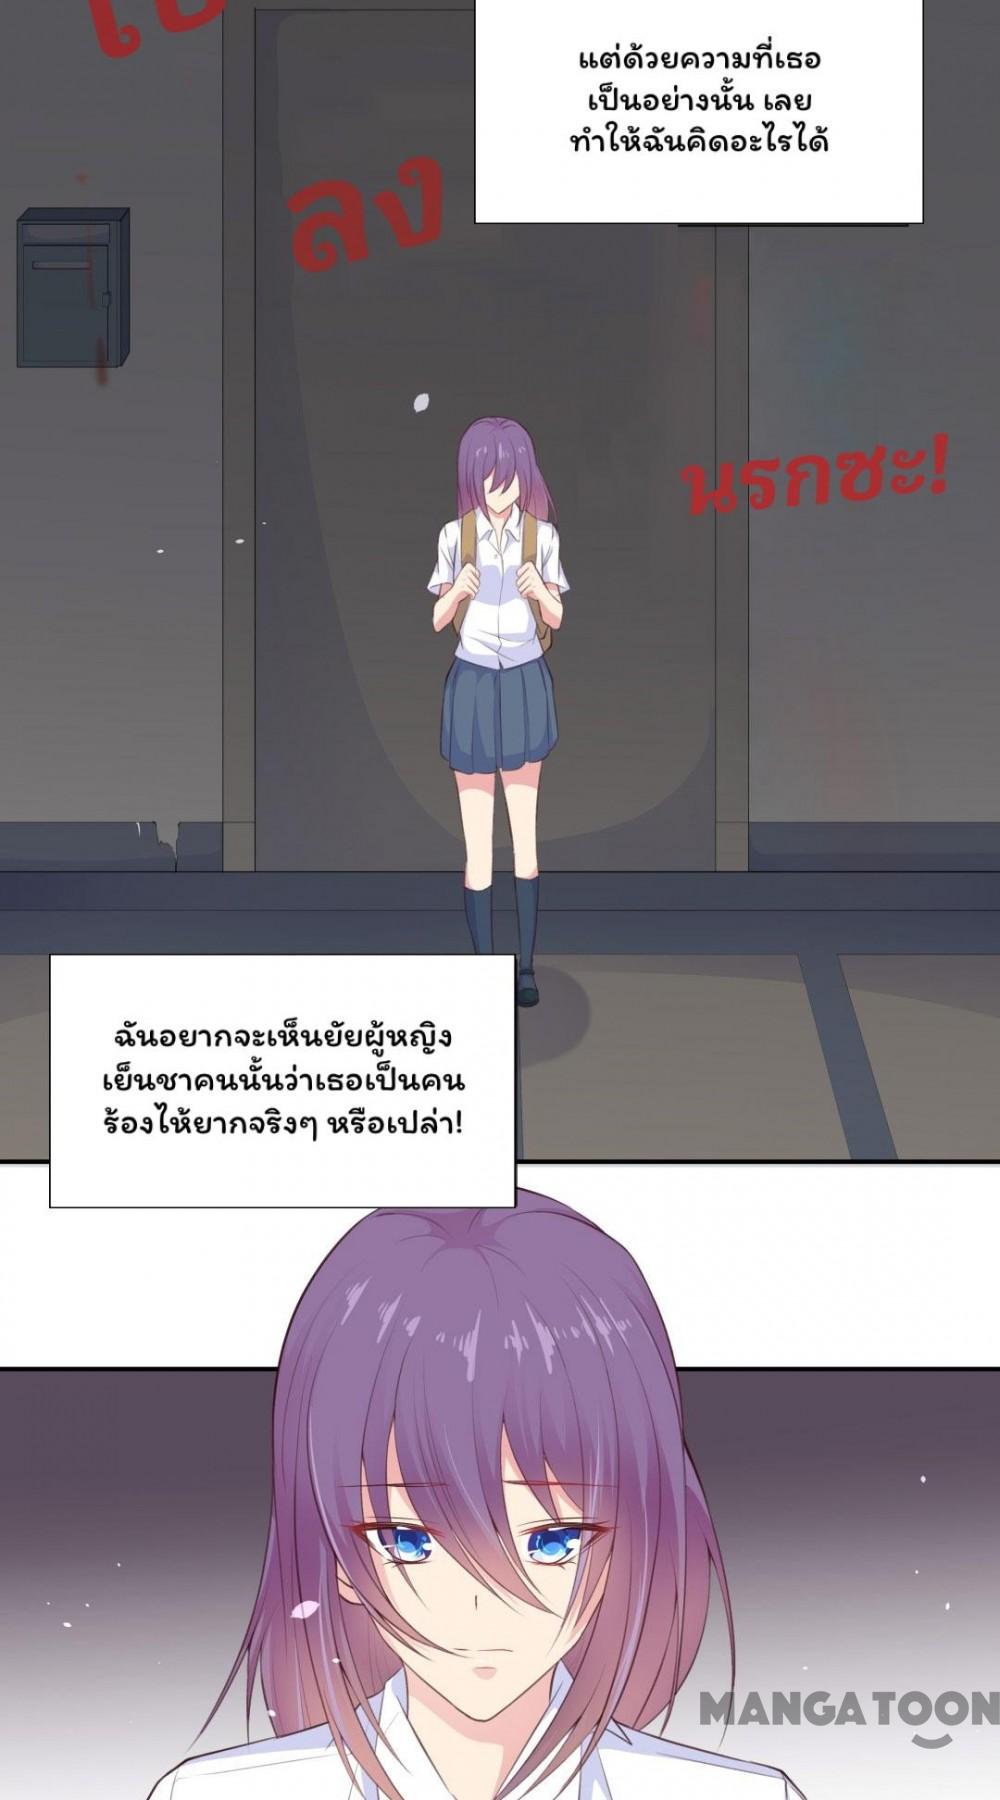 แต่ด้วยความที่เธอ
เป็นอย่างนั้น เลย
ทำให้ฉันคิดอะไรได้
ลง
นรกซะ!
ฉันอยากจะเห็นยัยผู้หญิง
เย็นชาคนนั้นว่าเธอเป็นคน
ร้องไห้ยากจริงๆ หรือเปล่า!
MANGATOON